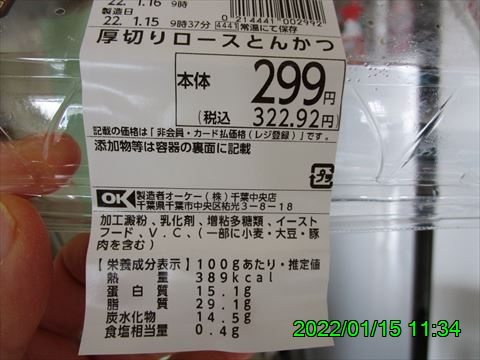 22. 1.16 9時
製造日
22. 1.15 9時37分
0214441002992
4441 常温にて保存
厚切りロースとんかつ
本体 299円
(税込 322.92円)
記載の価格は「非会員・カード払価格(レジ登録)」です。
添加物等は容器の裏面に記載
プラ
OK 製造者オーケー(株)千葉中央店
千葉県千葉市中央区祐光3-8-18
加工澱粉、乳化剤、増粘多糖類、イースト
フード、V.C、(一部に小麦・大豆・豚
肉を含む)
【栄養成分表示】100gあたり・推定値
熱量 389kcal
蛋白質 15.1g
脂質 29.1g
炭水化物 14.5g
食塩相当量 0.4g
2022/01/15 11:34